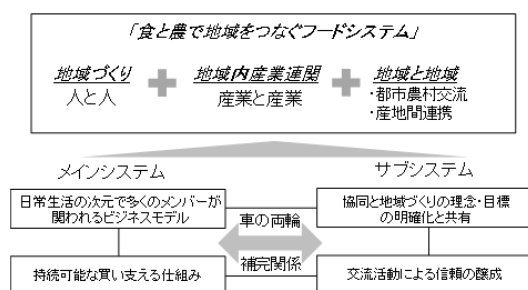 「食と農で地域をつなぐフードシステム」
地域づくり
人と人
地域内産業連関
産業と産業
地域と地域
・都市農村交流
・産地間連携
メインシステム
サブシステム
日常生活の次元で多くのメンバーが
関われるビジネスモデル
車の両輪
協同と地域づくりの理念・目標
の明確化と共有
持続可能な買い支える仕組み
補完関係
交流活動による信頼の醸成